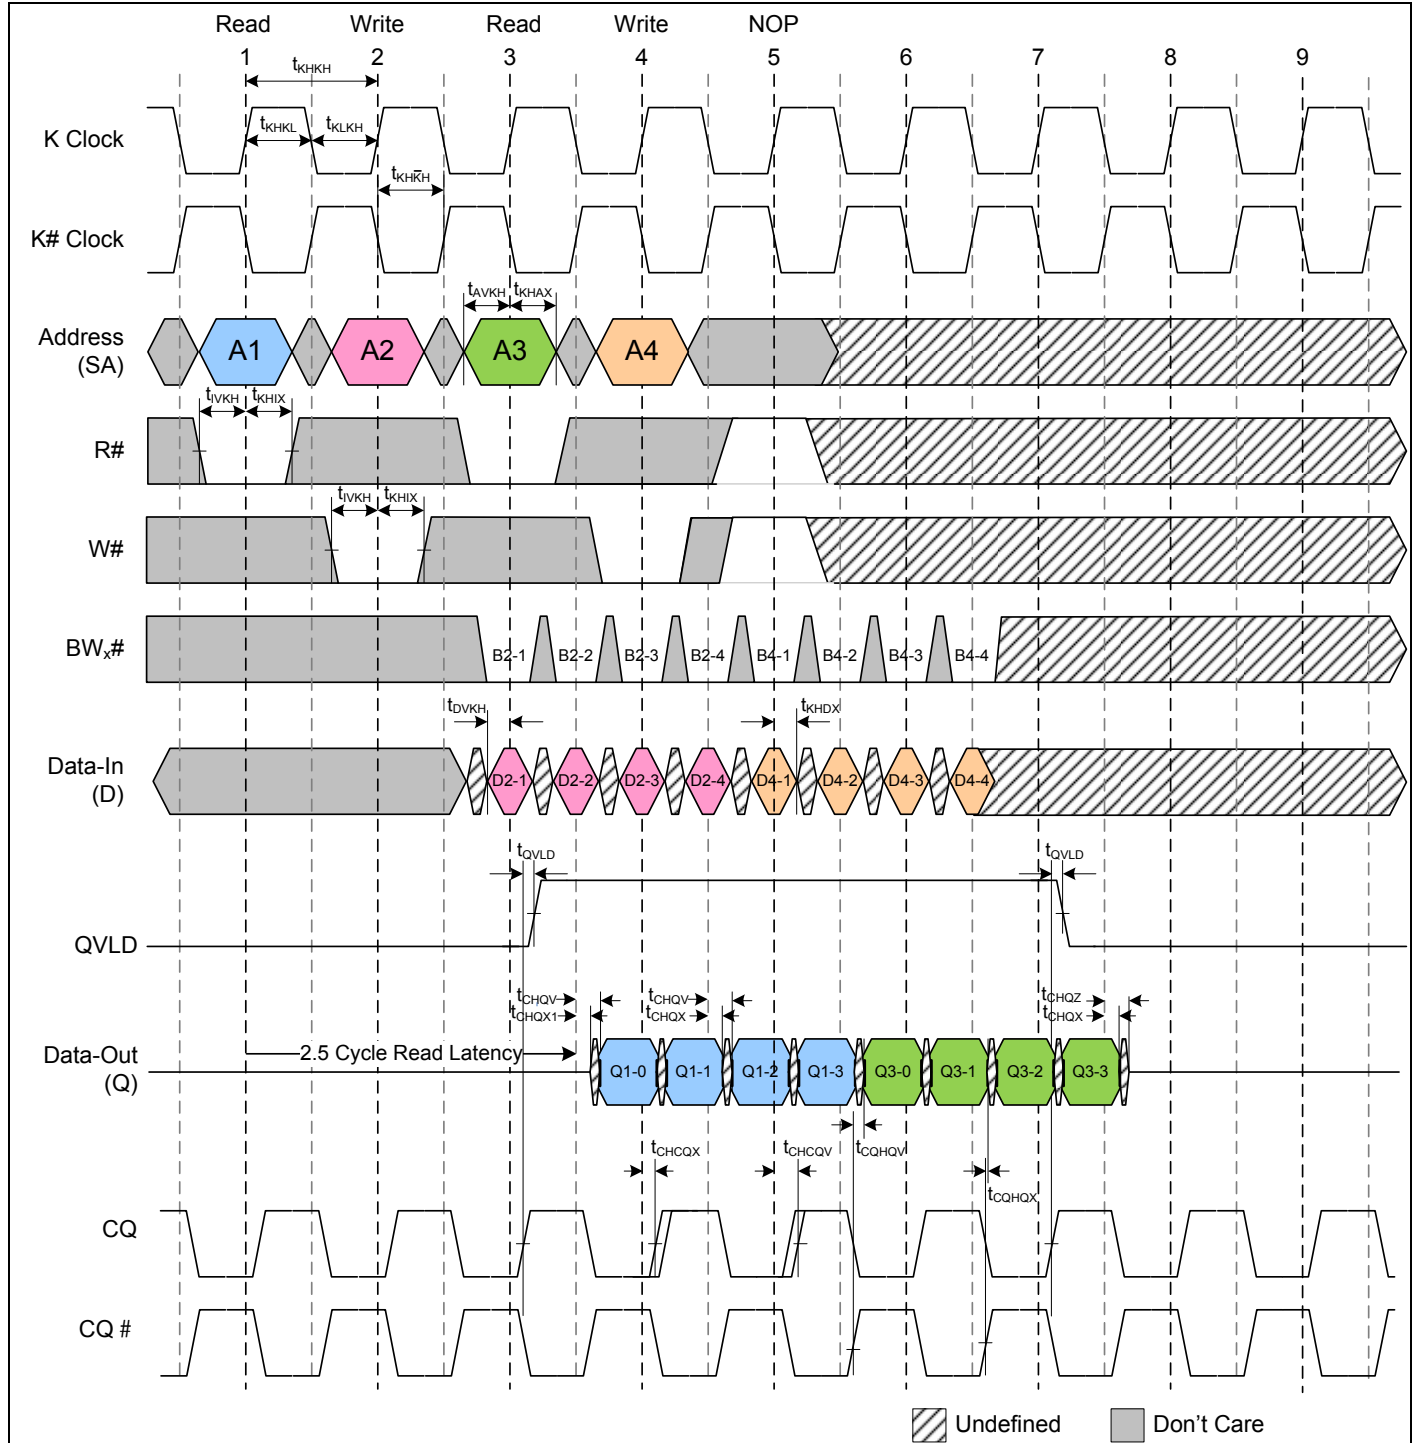 Read Write Read Write NOP
1 2 3 4 5 6 7 8 9
tKHKH
K Clock
tKHKL tKLKH
tKHK̅H
K# Clock
tAVKH tKHAX
Address
(SA)
A1 A2 A3 A4
tIVKH tKHIX
R#
tIVKH tKHIX
W#
BWx#
B2-1 B2-2 B2-3 B2-4 B4-1 B4-2 B4-3 B4-4
tDVKH tKHDX
Data-In
(D)
D2-1 D2-2 D2-3 D2-4 D4-1 D4-2 D4-3 D4-4
tQVLD tQVLD
QVLD
tCHQV tCHQV tCHQZ
tCHQX1 tCHQX tCHQX
Data-Out
(Q)
2.5 Cycle Read Latency
Q1-0 Q1-1 Q1-2 Q1-3 Q3-0 Q3-1 Q3-2 Q3-3
tCHCQX tCHCQV tCQHQV
tCQHQX
CQ
CQ #
Undefined Don't Care